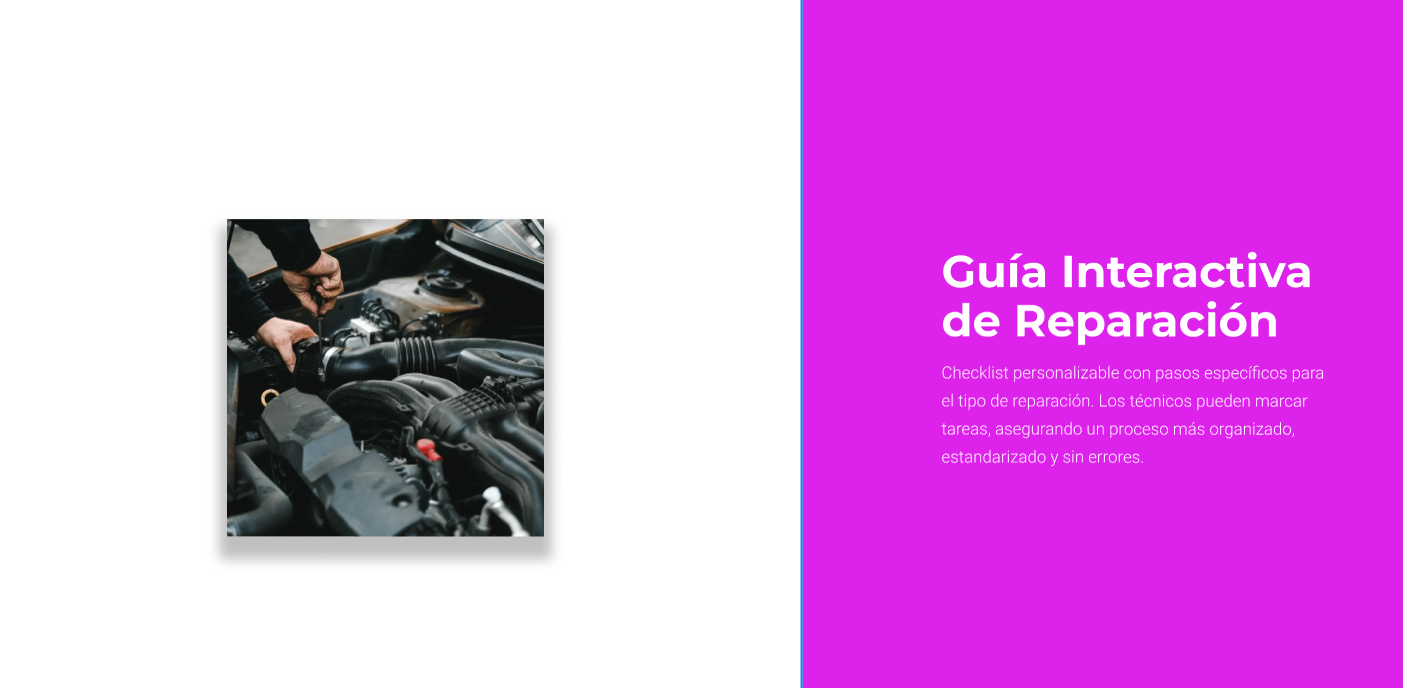 Guía Interactiva
de Reparación
Checklist personalizable con pasos específicos para
el tipo de reparación. Los técnicos pueden marcar
tareas, asegurando un proceso más organizado,
estandarizado y sin errores.